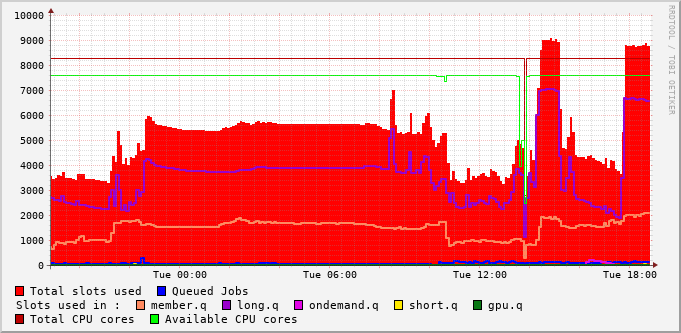 10000
9000
8000
7000
6000
5000
4000
3000
2000
1000
0
Tue 00:00 Tue 06:00 Tue 12:00 Tue 18:00
RRDTOOL / TOBI OETIKER
Total slots used Queued Jobs
Slots used in : member.q long.q ondemand.q short.q gpu.q
Total CPU cores Available CPU cores